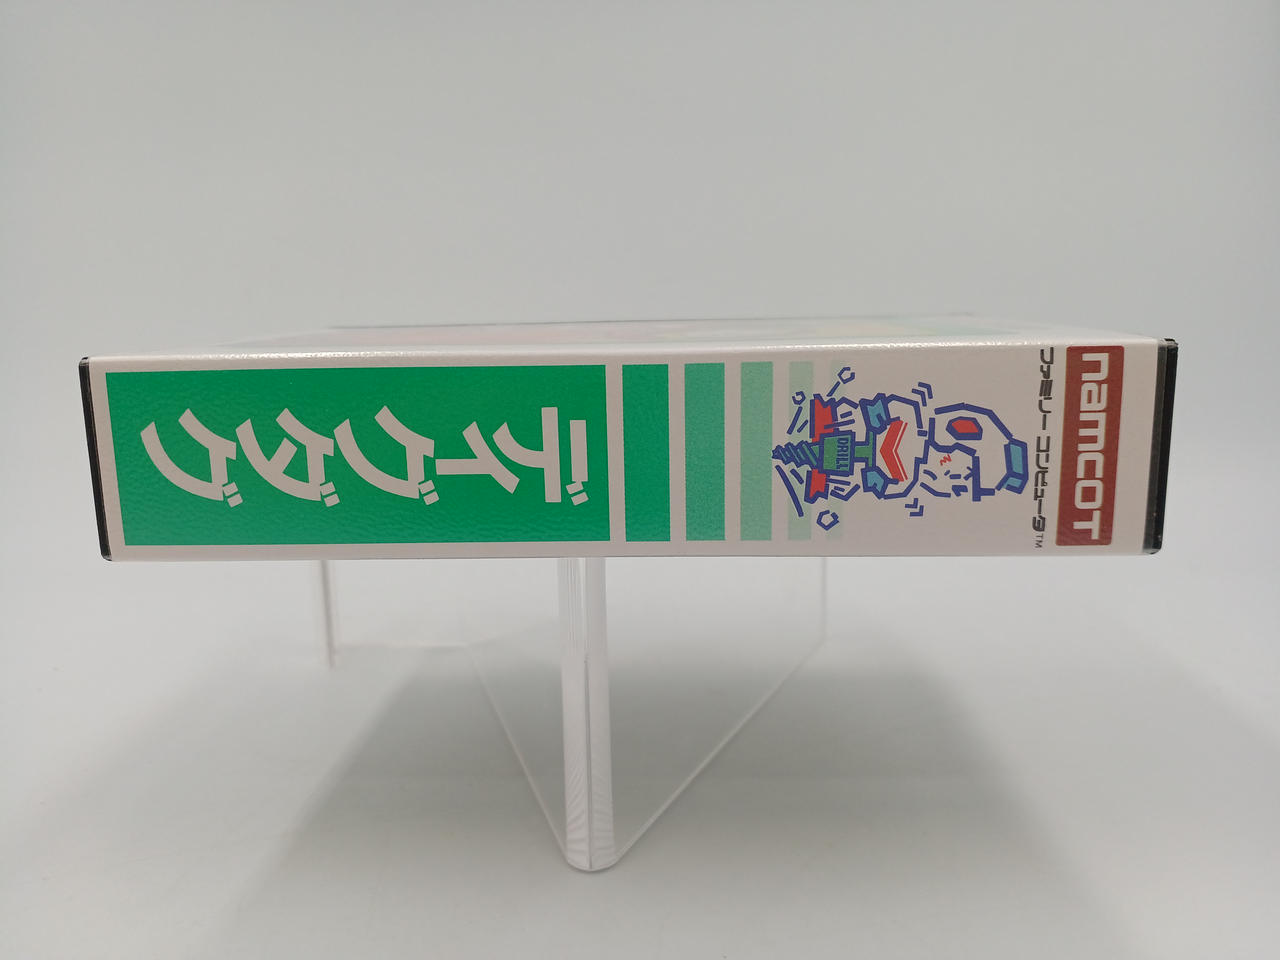 namcot
ファミリー コンピュータ™
DRILL
ディグダグ